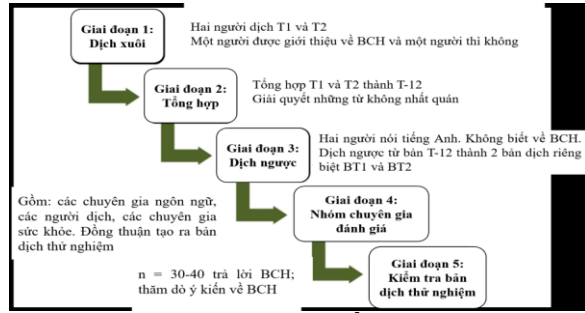 Giai đoạn 1:
Dịch xuôi
Hai người dịch T1 và T2
Một người được giới thiệu về BCH và một người thì không
Giai đoạn 2:
Tổng hợp
Tổng hợp T1 và T2 thành T-12
Giải quyết những từ không nhất quán
Giai đoạn 3:
Dịch ngược
Hai người nói tiếng Anh. Không biết về BCH.
Dịch ngược từ bản T-12 thành 2 bản dịch riêng
biệt BT1 và BT2
Gồm: các chuyên gia ngôn ngữ,
các người dịch, các chuyên gia
sức khỏe. Đồng thuận tạo ra bản
dịch thử nghiệm
Giai đoạn 4:
Nhóm chuyên gia
đánh giá
n = 30-40 trả lời BCH;
thăm dò ý kiến về BCH
Giai đoạn 5:
Kiểm tra bản
dịch thử nghiệm